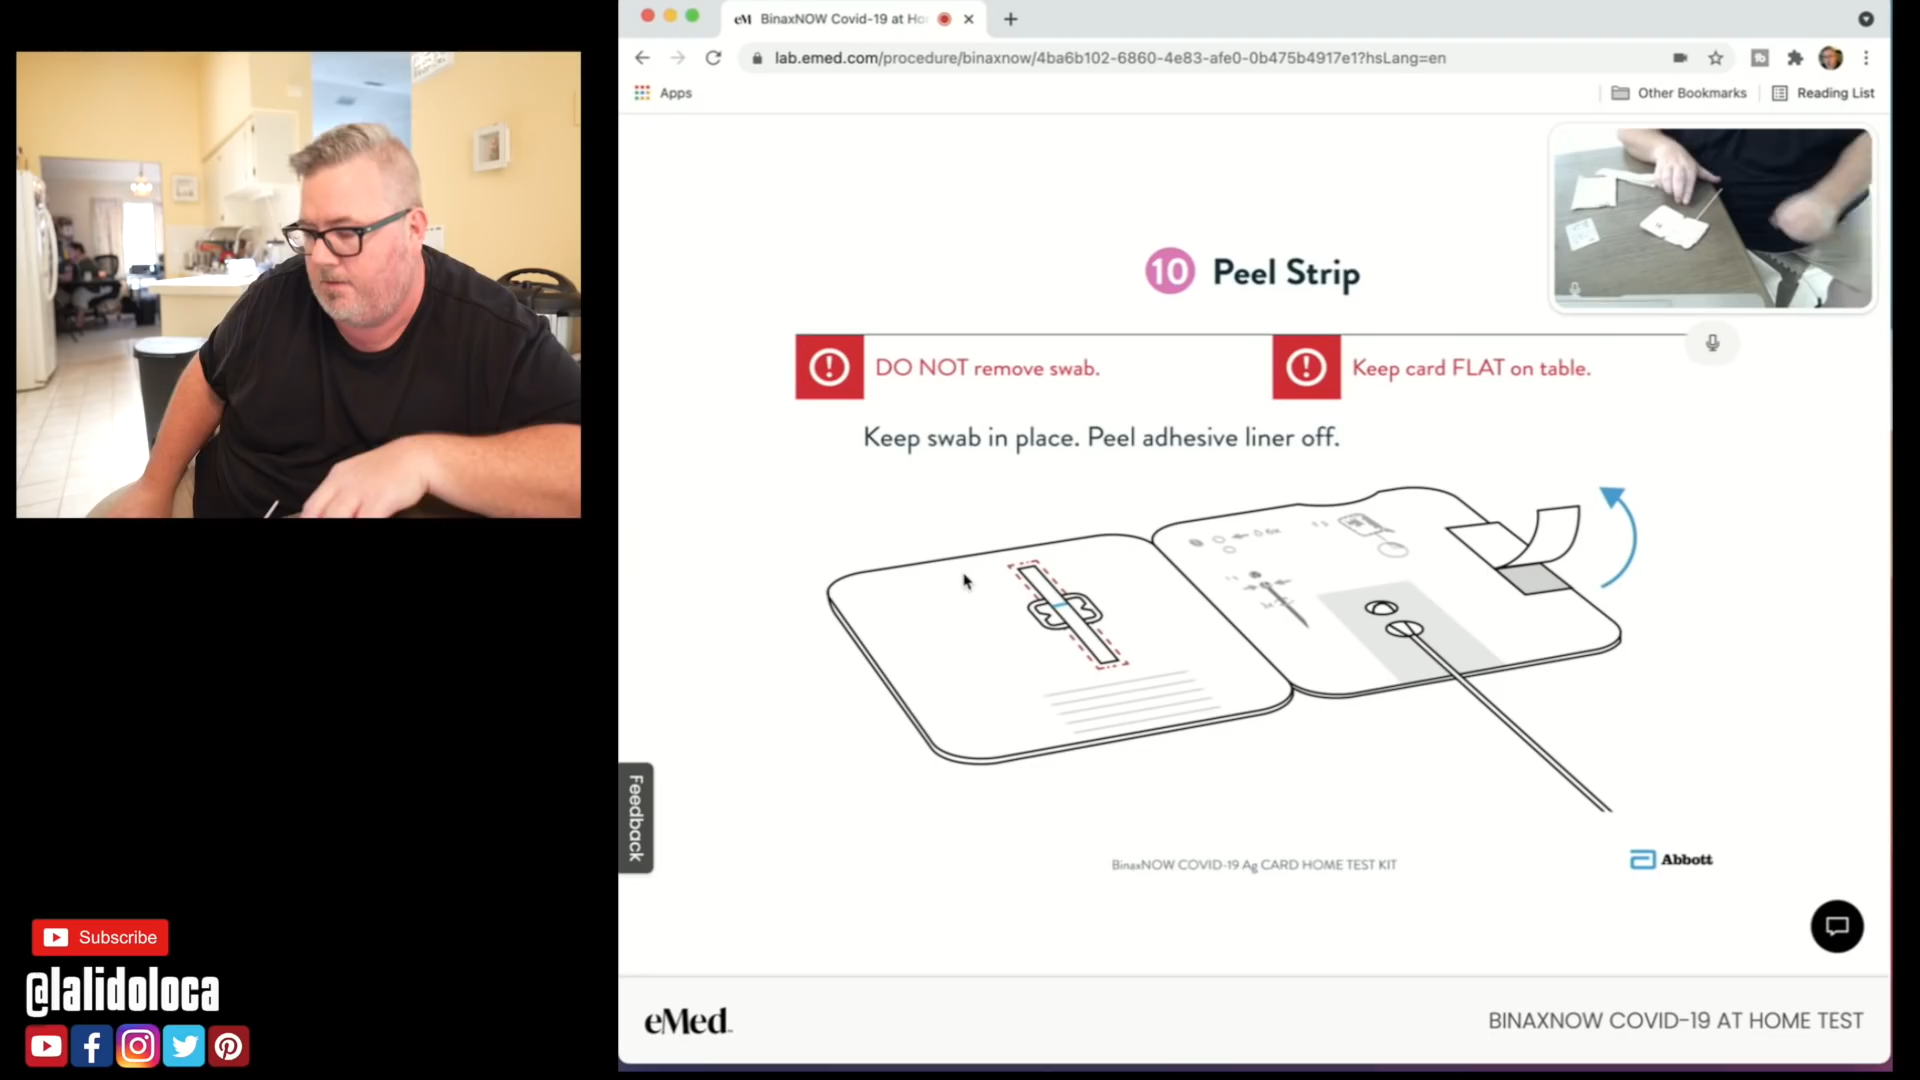 eM BinaxNOW Covid-19 at Ho
lab.emed.com/procedure/binaxnow/4ba6b102-6860-4e83-afe0-0b475b4917e1?hsLang=en
Apps
Other Bookmarks
Reading List
10 Peel Strip
DO NOT remove swab.
Keep card FLAT on table.
Keep swab in place. Peel adhesive liner off.
Feedback
BinaxNOW COVID-19 Ag CARD HOME TEST KIT
Abbott
Subscribe
@lalidoloca
eMed
BINAXNOW COVID-19 AT HOME TEST